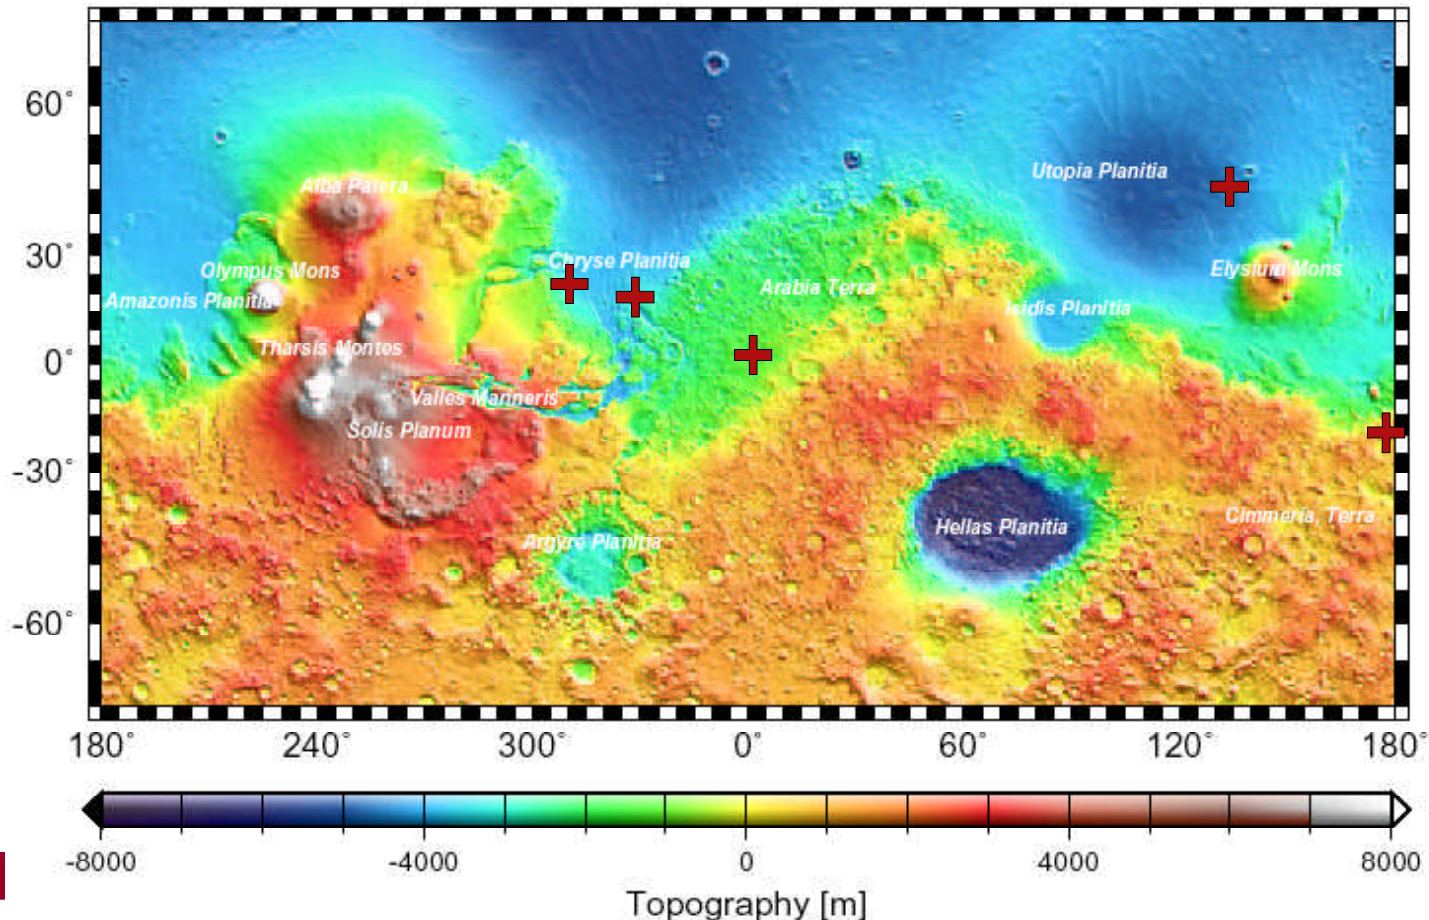 60°
Utopia Planitia
Alba Patera
30°
Chryse Planitia
Olympus Mons
Elysium Mons
Arabia Terra
Amazonis Planitia
Isidis Planitia
0°
Tharsis Montes
Valles Marineris
Solis Planum
-30°
Cimmeria, Terra
Hellas Planitia
Argyre Planitia
-60°
180° 240° 300° 0° 60° 120° 180°
-8000 -4000 0 4000 8000
Topography [m]